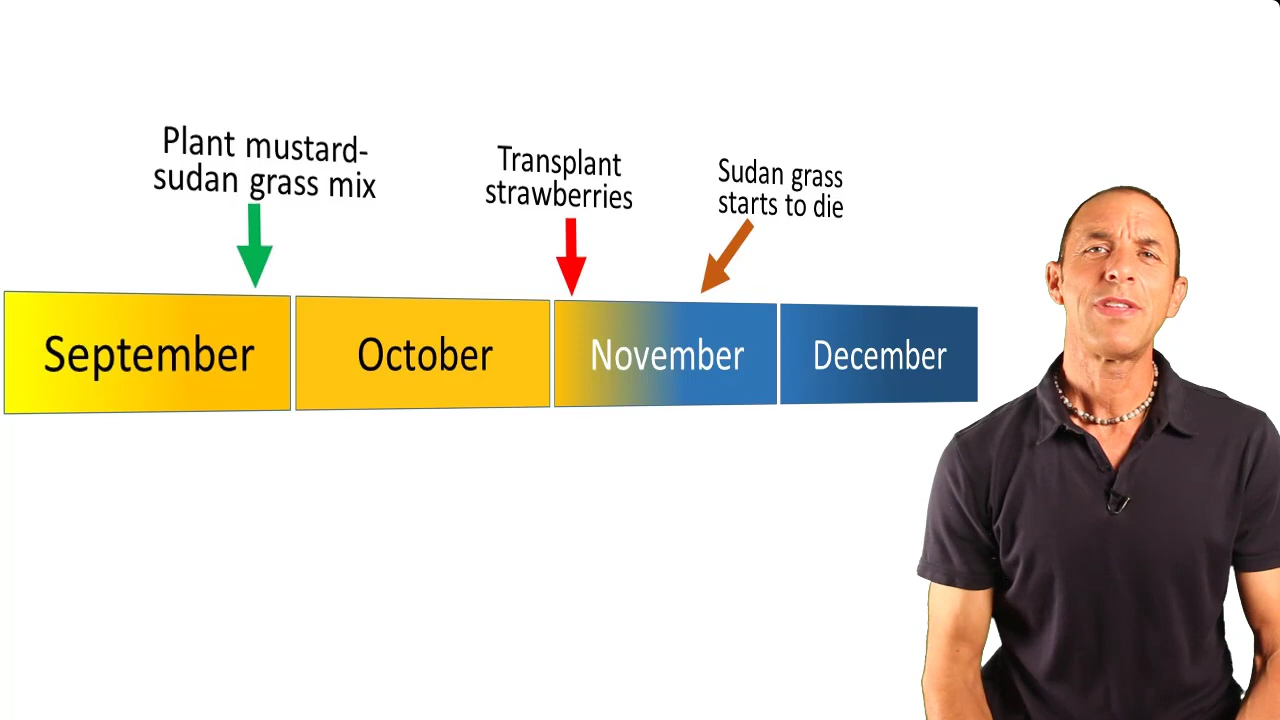 Plant mustard-
sudan grass mix
Transplant
strawberries
Sudan grass
starts to die
September
October
November
December